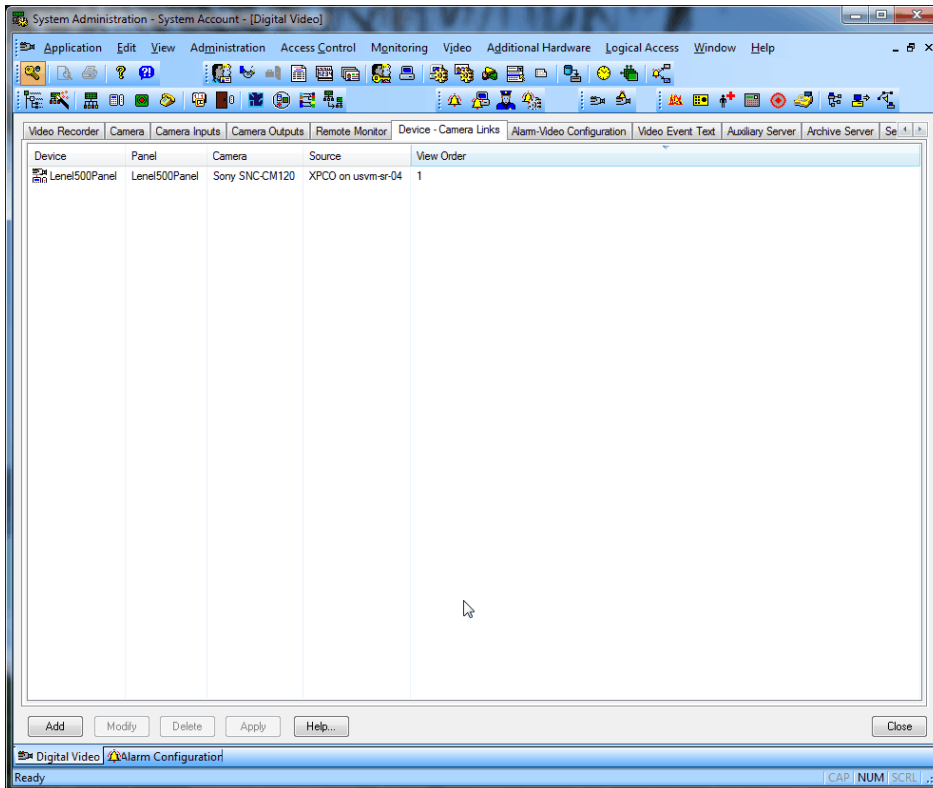 System Administration - System Account - [Digital Video]
Application Edit View Administration Access Control Monitoring Video Additional Hardware Logical Access Window Help
Video Recorder Camera Camera Inputs Camera Outputs Remote Monitor Device - Camera Links Alarm-Video Configuration Video Event Text Auxiliary Server Archive Server Se
Device Panel Camera Source View Order
Lenel500Panel Lenel500Panel Sony SNC-CM120 XPCO on usvm-sr-04 1
Add Modify Delete Apply Help... Close
Digital Video Alarm Configuration
Ready CAP NUM SCRL